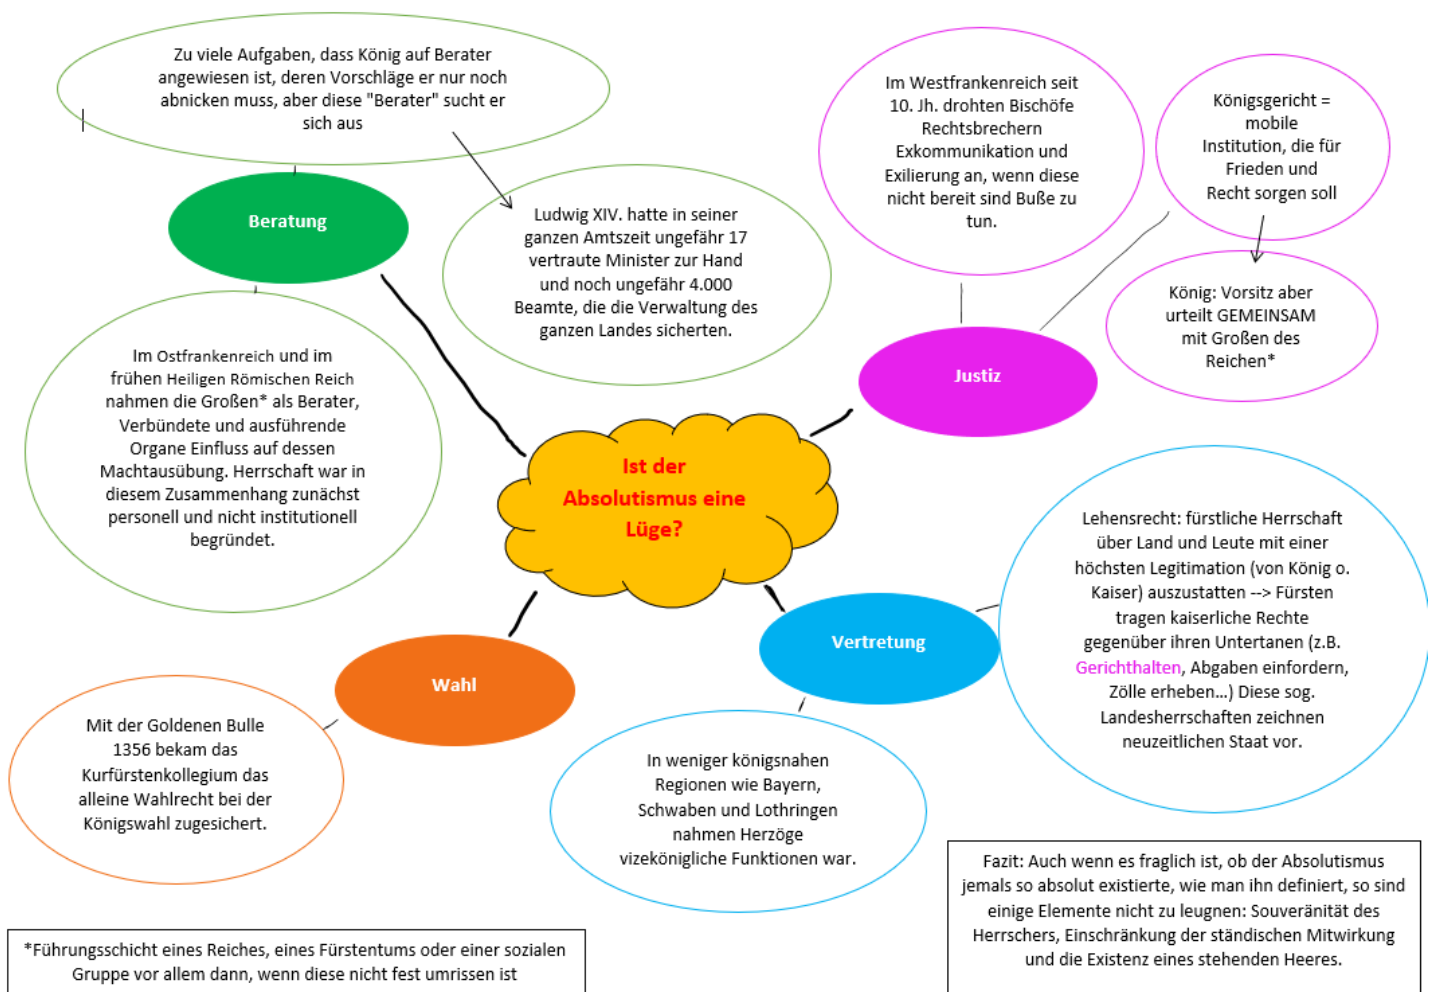 Zu viele Aufgaben, dass König auf Berater
angewiesen ist, deren Vorschläge er nur noch
abnicken muss, aber diese "Berater" sucht er
sich aus
Beratung
Ludwig XIV. hatte in seiner
ganzen Amtszeit ungefähr 17
vertraute Minister zur Hand
und noch ungefähr 4.000
Beamte, die die Verwaltung des
ganzen Landes sicherten.
Im Ostfrankenreich und im
frühen Heiligen Römischen Reich
nahmen die Großen* als Berater,
Verbündete und ausführende
Organe Einfluss auf dessen
Machtausübung. Herrschaft war in
diesem Zusammenhang zunächst
personell und nicht institutionell
begründet.
Im Westfrankenreich seit
10. Jh. drohten Bischöfe
Rechtsbrechern
Exkommunikation und
Exilierung an, wenn diese
nicht bereit sind Buße zu
tun.
Königsgericht =
mobile
Institution, die für
Frieden und
Recht sorgen soll
König: Vorsitz aber
urteilt GEMEINSAM
mit Großen des
Reichen*
Justiz
Ist der
Absolutismus eine
Lüge?
Lehensrecht: fürstliche Herrschaft
über Land und Leute mit einer
höchsten Legitimation (von König o.
Kaiser) auszustatten --> Fürsten
tragen kaiserliche Rechte
gegenüber ihren Untertanen (z.B.
Gerichthalten, Abgaben einfordern,
Zölle erheben...) Diese sog.
Landesherrschaften zeichnen
neuzeitlichen Staat vor.
Vertretung
Wahl
Mit der Goldenen Bulle
1356 bekam das
Kurfürstenkollegium das
alleine Wahlrecht bei der
Königswahl zugesichert.
In weniger königsnahen
Regionen wie Bayern,
Schwaben und Lothringen
nahmen Herzöge
vizekönigliche Funktionen war.
Fazit: Auch wenn es fraglich ist, ob der Absolutismus
jemals so absolut existierte, wie man ihn definiert, so sind
einige Elemente nicht zu leugnen: Souveränität des
Herrschers, Einschränkung der ständischen Mitwirkung
und die Existenz eines stehenden Heeres.
*Führungsschicht eines Reiches, eines Fürstentums oder einer sozialen
Gruppe vor allem dann, wenn diese nicht fest umrissen ist